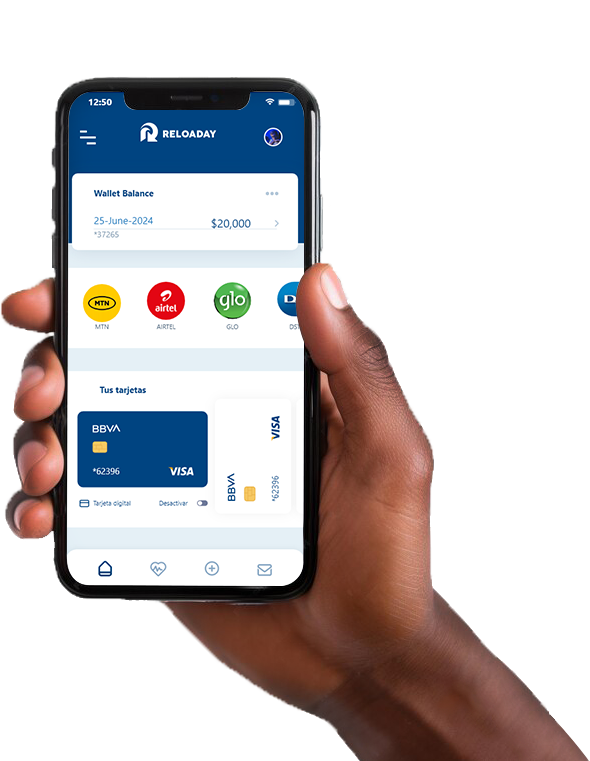 12:50
RELOADAY
Wallet Balance
25-June-2024
$20,000
*37265
MTN
airtel
glo
D
MTN
AIRTEL
GLO
DST
Tus tarjetas
BBVA
*62396
VISA
VISA
BBVA
*62396
Tarjeta digital
Desactivar